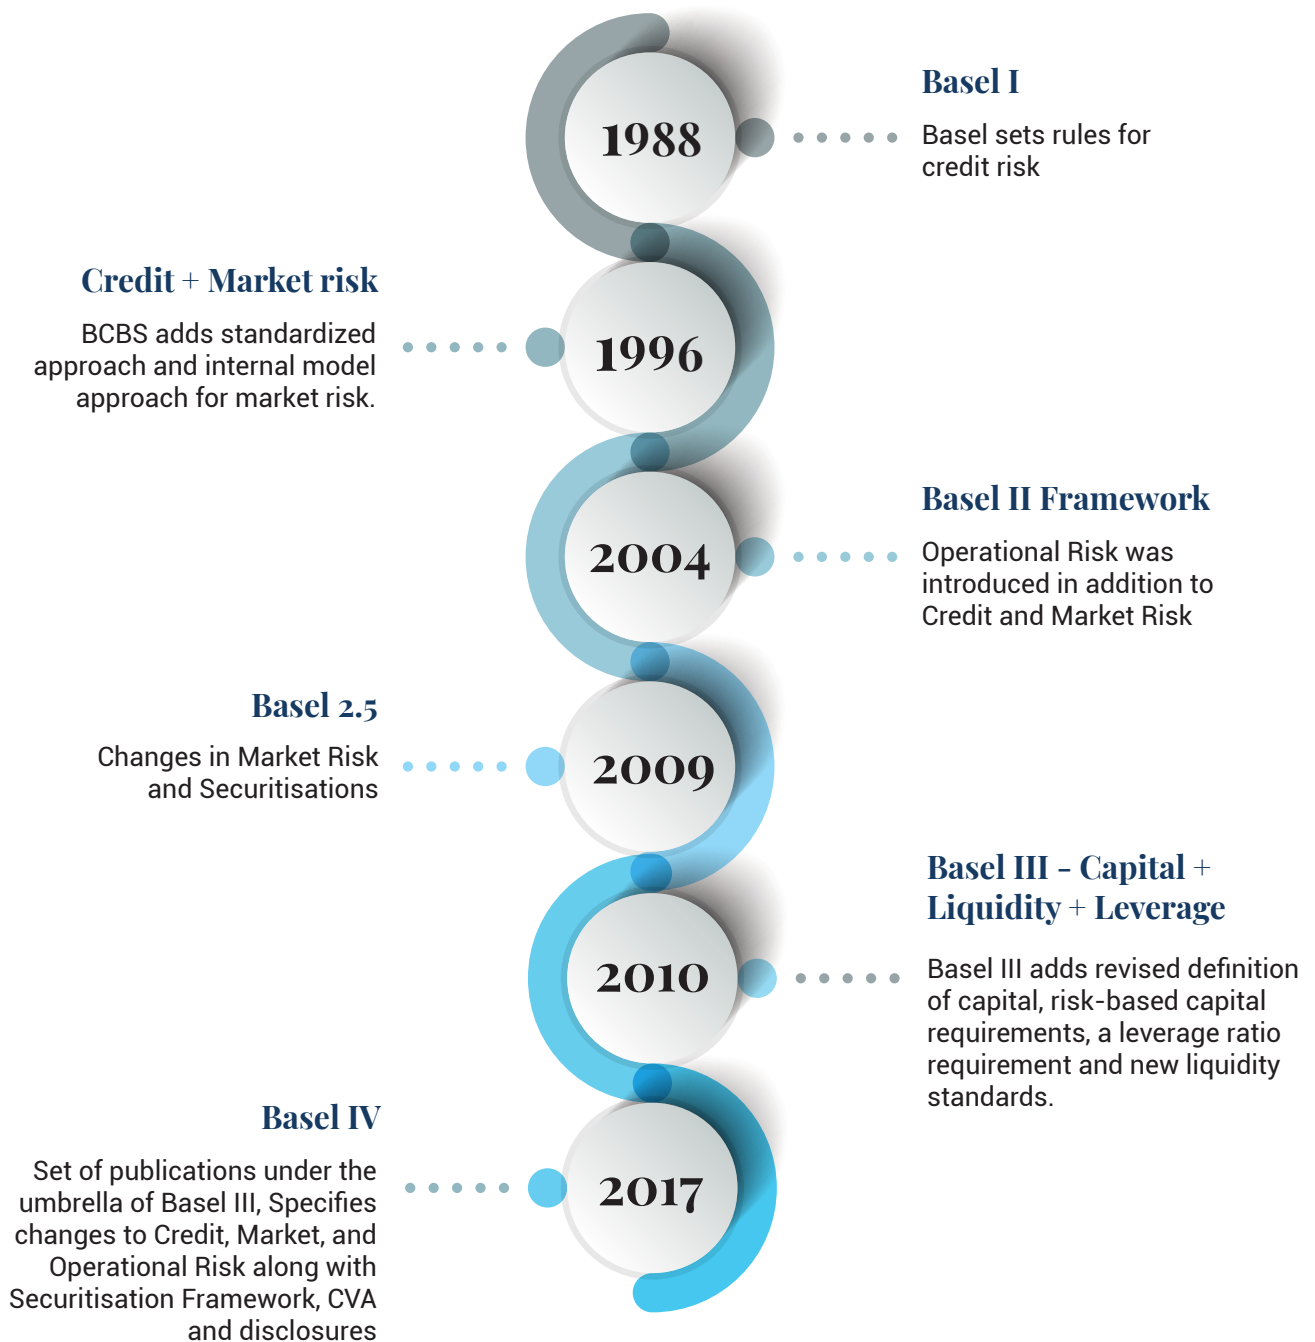 1988
Basel I
Basel sets rules for
credit risk
Credit + Market risk
BCBS adds standardized
approach and internal model
approach for market risk.
1996
2004
Basel II Framework
Operational Risk was
introduced in addition to
Credit and Market Risk
Basel 2.5
Changes in Market Risk
and Securitisations
2009
2010
Basel III - Capital +
Liquidity + Leverage
Basel III adds revised definition
of capital, risk-based capital
requirements, a leverage ratio
requirement and new liquidity
standards.
Basel IV
Set of publications under the
umbrella of Basel III, Specifies
changes to Credit, Market, and
Operational Risk along with
Securitisation Framework, CVA
and disclosures
2017